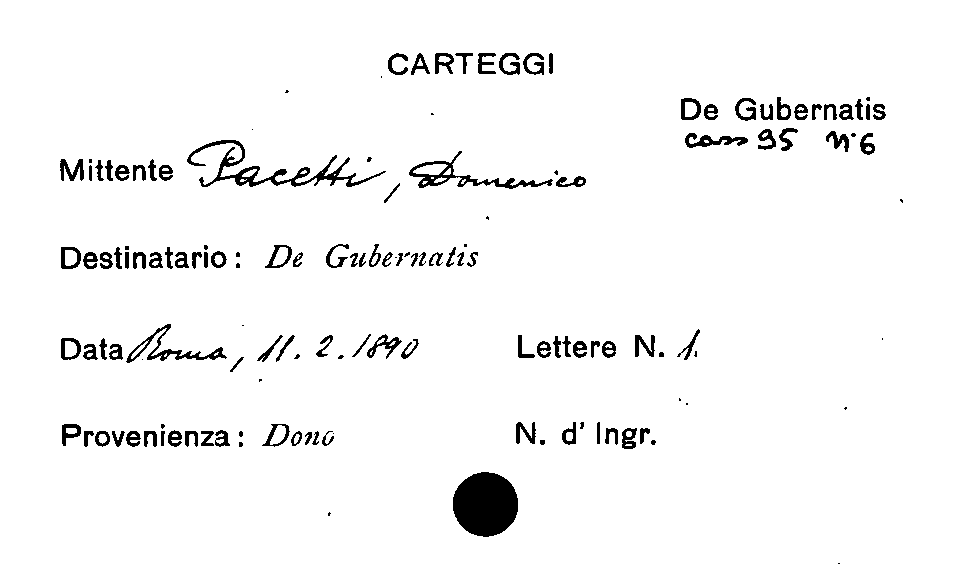 CARTEGGI
De Gubernatis
cass 95 n° 6
Mittente Pacetti, Domenico
Destinatario: De Gubernatis
Data Roma, 11.2.1890 Lettere N. 1.
Provenienza: Dono N. d' Ingr.